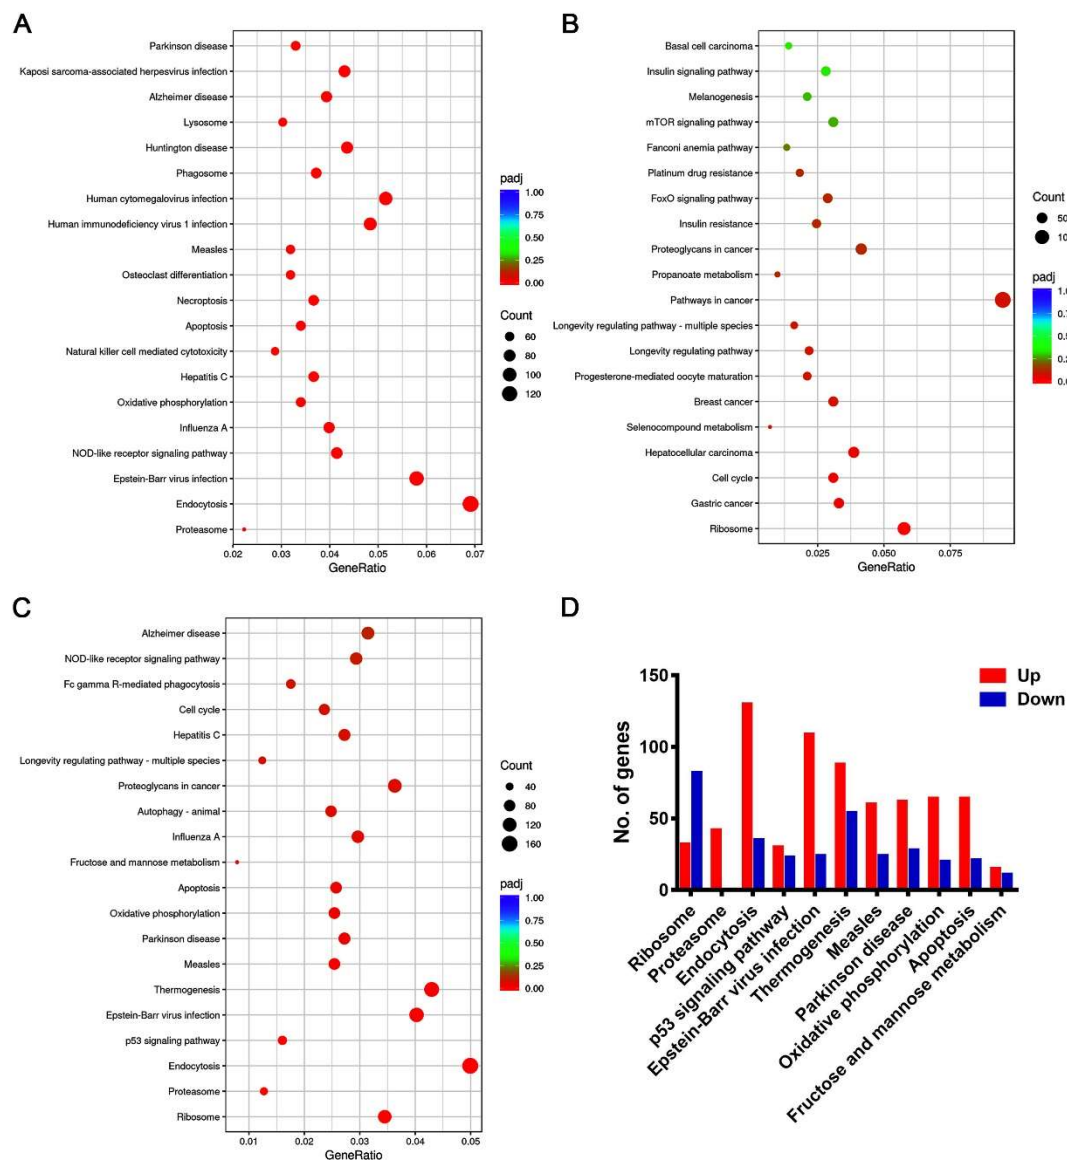 A
Parkinson disease
Kaposi sarcoma-associated herpesvirus infection
Alzheimer disease
Lysosome
Huntington disease
Phagosome
Human cytomegalovirus infection
Human immunodeficiency virus 1 infection
Measles
Osteoclast differentiation
Necroptosis
Apoptosis
Natural killer cell mediated cytotoxicity
Hepatitis C
Oxidative phosphorylation
Influenza A
NOD-like receptor signaling pathway
Epstein-Barr virus infection
Endocytosis
Proteasome
0.02 0.03 0.04 0.05 0.06 0.07
GeneRatio
padj
1.00
0.75
0.50
0.25
0.00
Count
60
80
100
120
B
Basal cell carcinoma
Insulin signaling pathway
Melanogenesis
mTOR signaling pathway
Fanconi anemia pathway
Platinum drug resistance
FoxO signaling pathway
Insulin resistance
Proteoglycans in cancer
Propanoate metabolism
Pathways in cancer
Longevity regulating pathway - multiple species
Longevity regulating pathway
Progesterone-mediated oocyte maturation
Breast cancer
Selenocompound metabolism
Hepatocellular carcinoma
Cell cycle
Gastric cancer
Ribosome
0.025 0.050 0.075
GeneRatio
Count
50
10
padj
1.0
0.7
0.5
0.2
0.0
C
Alzheimer disease
NOD-like receptor signaling pathway
Fc gamma R-mediated phagocytosis
Cell cycle
Hepatitis C
Longevity regulating pathway - multiple species
Proteoglycans in cancer
Autophagy - animal
Influenza A
Fructose and mannose metabolism
Apoptosis
Oxidative phosphorylation
Parkinson disease
Measles
Thermogenesis
Epstein-Barr virus infection
p53 signaling pathway
Endocytosis
Proteasome
Ribosome
0.01 0.02 0.03 0.04 0.05
GeneRatio
Count
40
80
120
160
padj
1.00
0.75
0.50
0.25
0.00
D
Up
Down
No. of genes
150
100
50
0
Ribosome
Proteasome
Endocytosis
p53 signaling pathway
Epstein-Barr virus infection
Thermogenesis
Measles
Parkinson disease
Oxidative phosphorylation
Apoptosis
Fructose and mannose metabolism